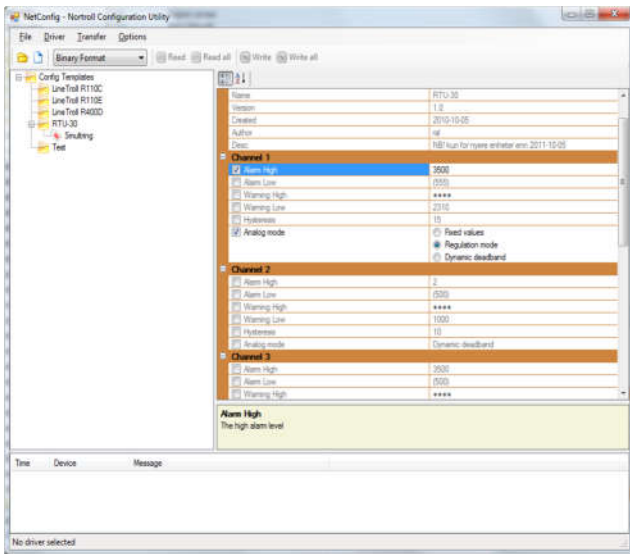 NetConfig - Nortroll Configuration Utility
File Driver Transfer Options
Binary Format Read Read all Write Write all
Config Templates
LineTroll R110C
LineTroll R110E
LineTroll R400D
RTU-30
Smultring
Test
Name RTU-30
Version 1.0
Created 2010-10-05
Author raf
Desc. NB! kun for nyere enheter enn 2011-10-05
Channel 1
Alarm High 3500
Alarm Low (555)
Warning High ****
Warning Low 2310
Hysteresis 15
Analog mode Fixed values
Regulation mode
Dynamic deadband
Channel 2
Alarm High 2
Alarm Low (500)
Warning High ****
Warning Low 1000
Hysteresis 10
Analog mode Dynamic deadband
Channel 3
Alarm High 3500
Alarm Low (500)
Warning High ****
Alarm High
The high alarm level
Time Device Message
No driver selected